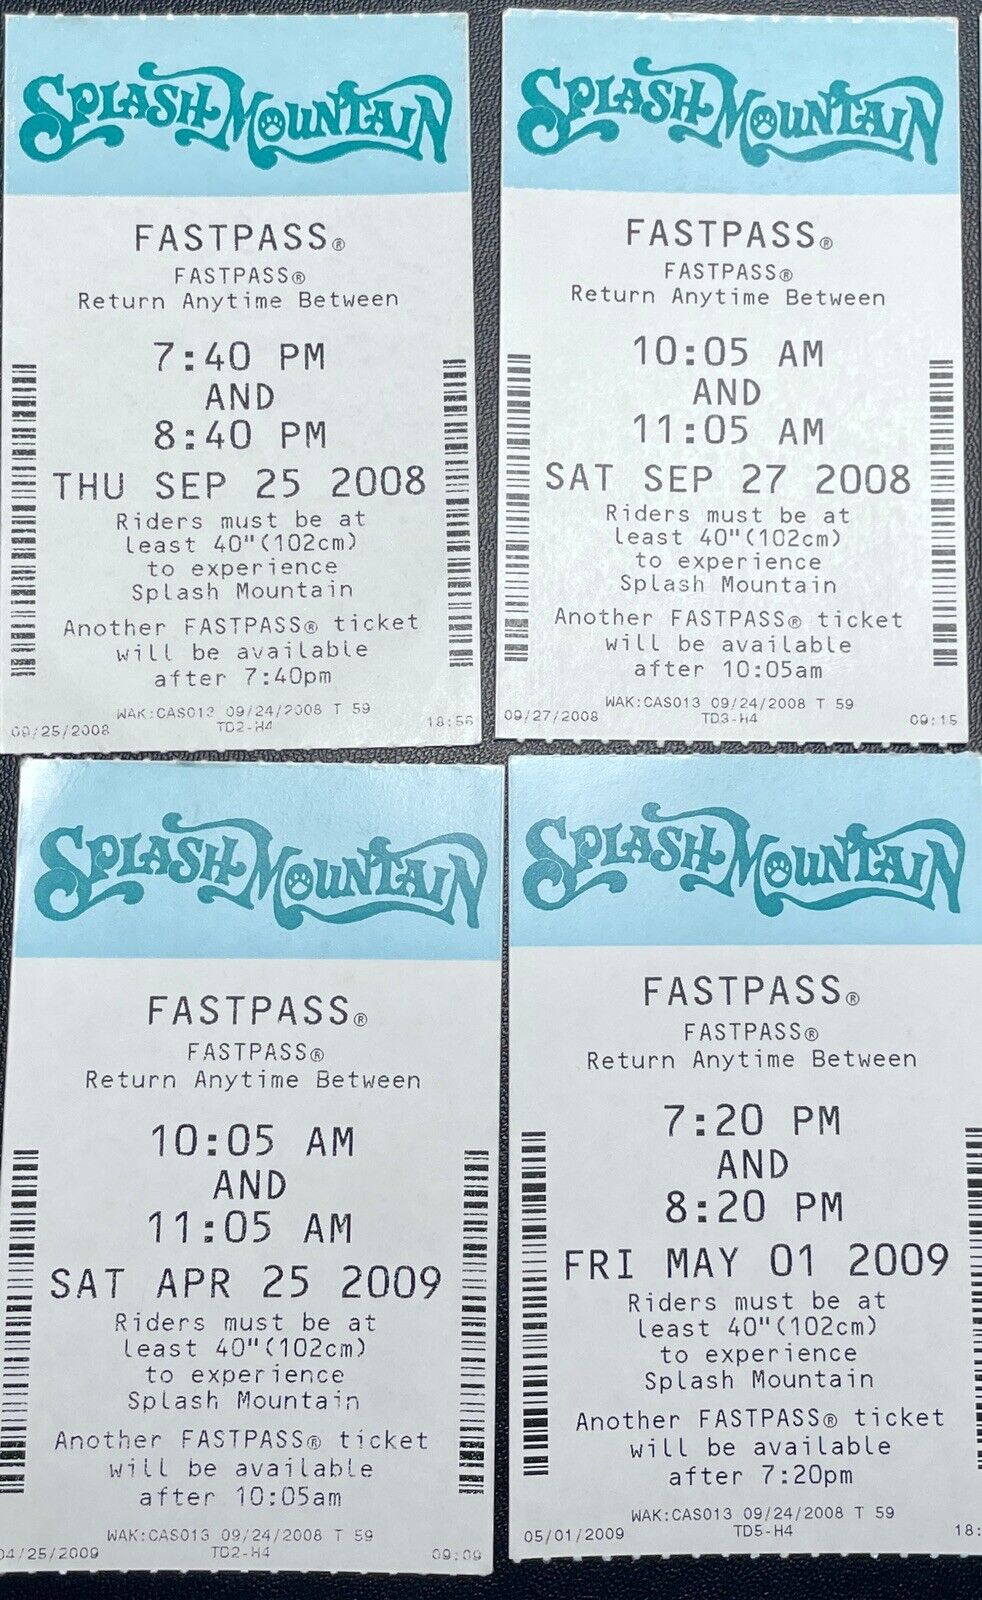 SPLASH MOUNTAIN
FASTPASS®
FASTPASS®
Return Anytime Between
7:40 PM
AND
8:40 PM
THU SEP 25 2008
Riders must be at
least 40"(102cm)
to experience
Splash Mountain
Another FASTPASS® ticket
will be available
after 7:40pm
WAK:CAS013 09/24/2008 T 59
09/25/2008 TD2-H4 18:56
SPLASH MOUNTAIN
FASTPASS®
FASTPASS®
Return Anytime Between
10:05 AM
AND
11:05 AM
SAT SEP 27 2008
Riders must be at
least 40"(102cm)
to experience
Splash Mountain
Another FASTPASS® ticket
will be available
after 10:05am
WAK:CAS013 09/24/2008 T 59
09/27/2008 TD3-H4 09:15
SPLASH MOUNTAIN
FASTPASS®
FASTPASS®
Return Anytime Between
10:05 AM
AND
11:05 AM
SAT APR 25 2009
Riders must be at
least 40"(102cm)
to experience
Splash Mountain
Another FASTPASS® ticket
will be available
after 10:05am
WAK:CAS013 09/24/2008 T 59
04/25/2009 TD2-H4 09:09
SPLASH MOUNTAIN
FASTPASS®
FASTPASS®
Return Anytime Between
7:20 PM
AND
8:20 PM
FRI MAY 01 2009
Riders must be at
least 40"(102cm)
to experience
Splash Mountain
Another FASTPASS® ticket
will be available
after 7:20pm
WAK:CAS013 09/24/2008 T 59
05/01/2009 TD5-H4 18: